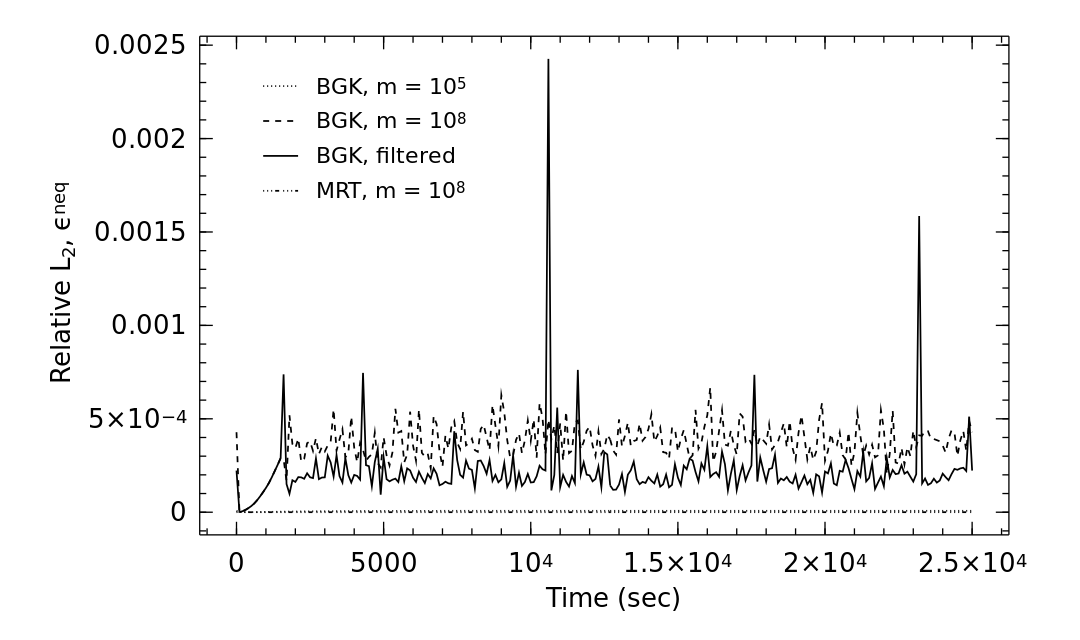 0.0025
0.002
0.0015
0.001
5×10⁻⁴
0
Relative L₂, ϵⁿᵉq
BGK, m = 10⁵
BGK, m = 10⁸
BGK, filtered
MRT, m = 10⁸
0 5000 10⁴ 1.5×10⁴ 2×10⁴ 2.5×10⁴
Time (sec)